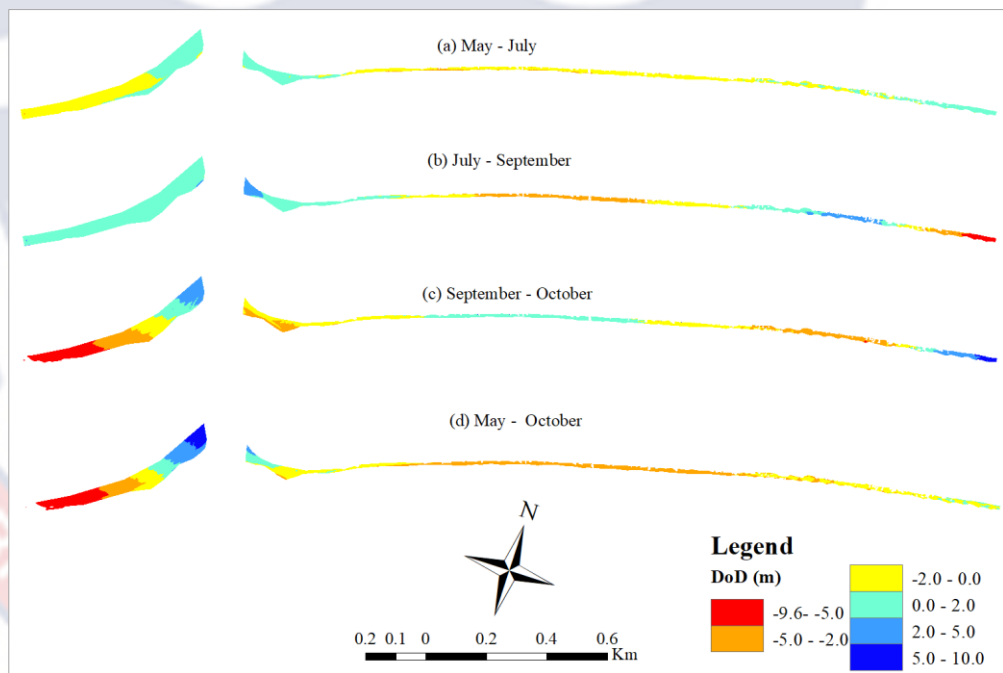 (a) May - July
(b) July - September
(c) September - October
(d) May - October
N
Legend
DoD (m)
-9.6- -5.0
-5.0 - -2.0
-2.0 - 0.0
0.0 - 2.0
2.0 - 5.0
5.0 - 10.0
0.2 0.1 0 0.2 0.4 0.6
Km